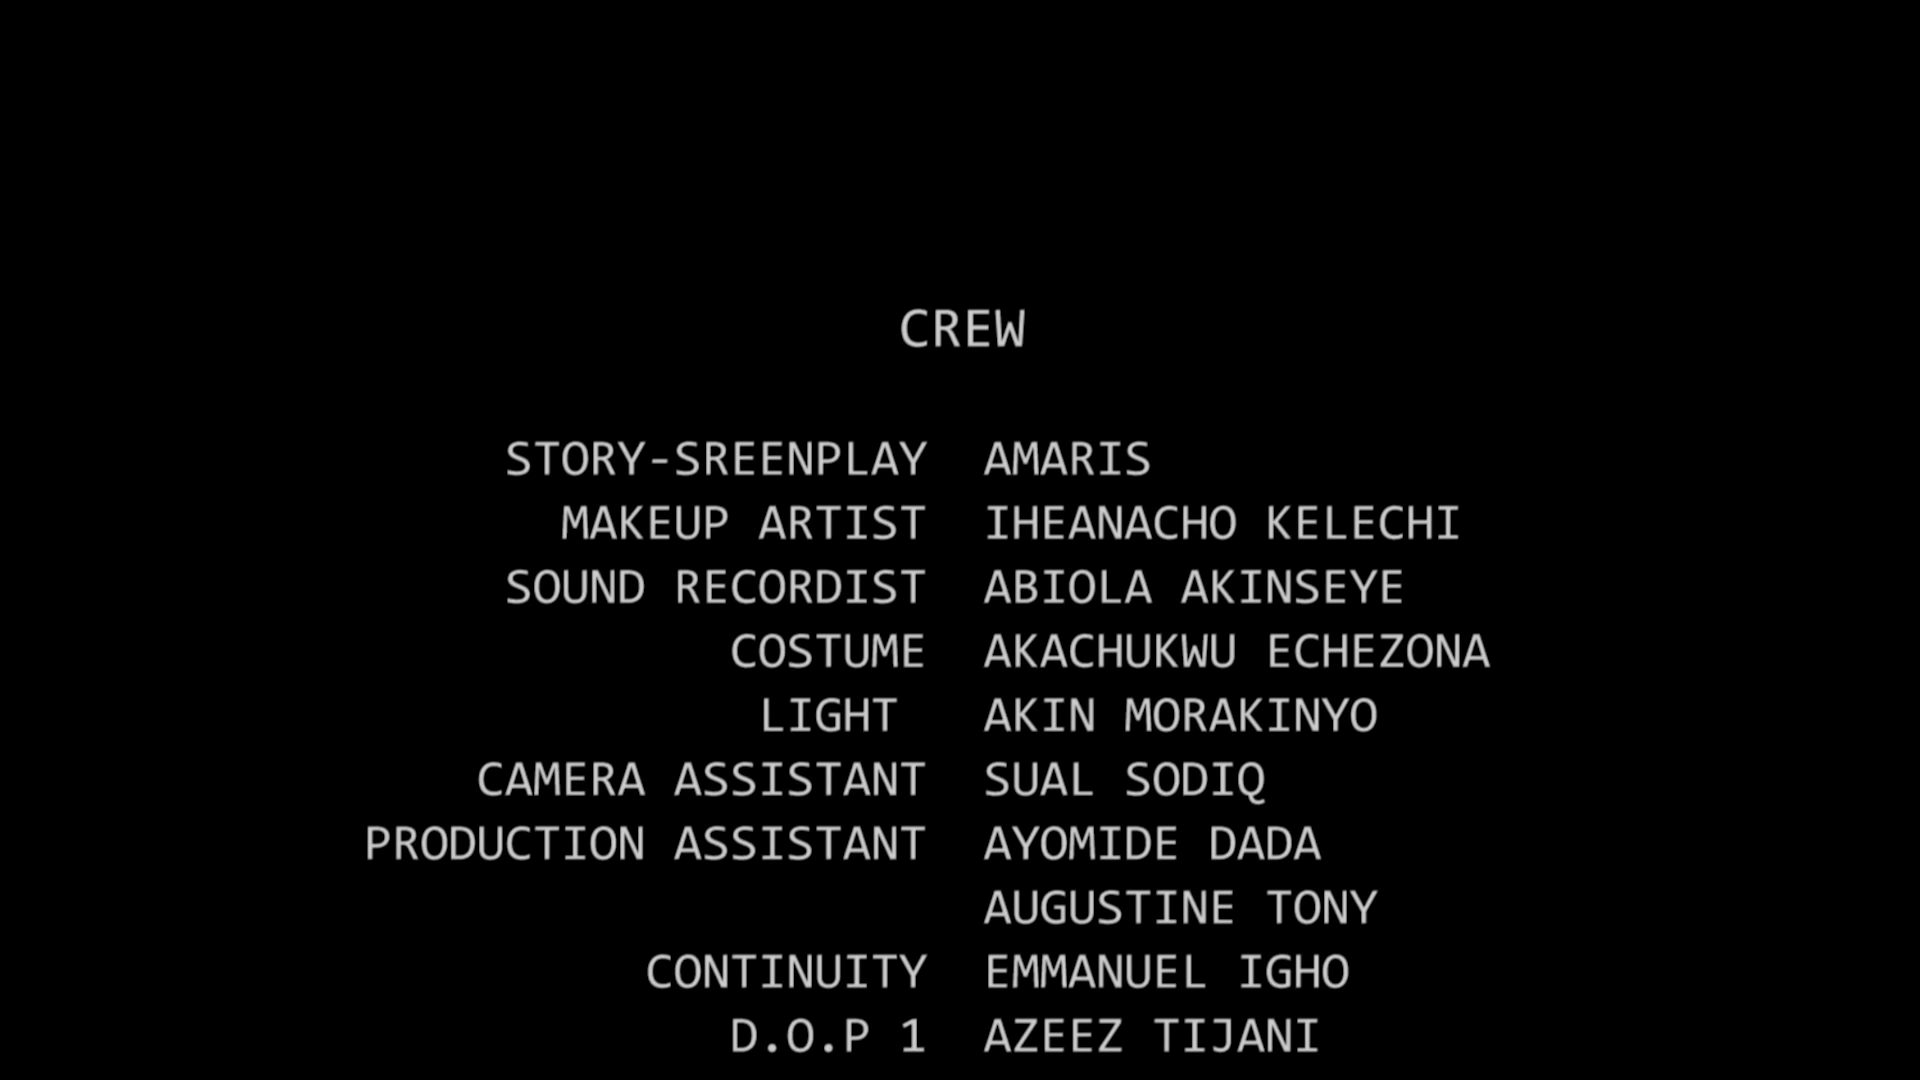 CREW
STORY-SREENPLAY AMARIS
MAKEUP ARTIST IHEANACHO KELECHI
SOUND RECORDIST ABIOLA AKINSEYE
COSTUME AKACHUKWU ECHEZONA
LIGHT AKIN MORAKINYO
CAMERA ASSISTANT SUAL SODIQ
PRODUCTION ASSISTANT AYOMIDE DADA
AUGUSTINE TONY
CONTINUITY EMMANUEL IGHO
D.O.P 1 AZEEZ TIJANI